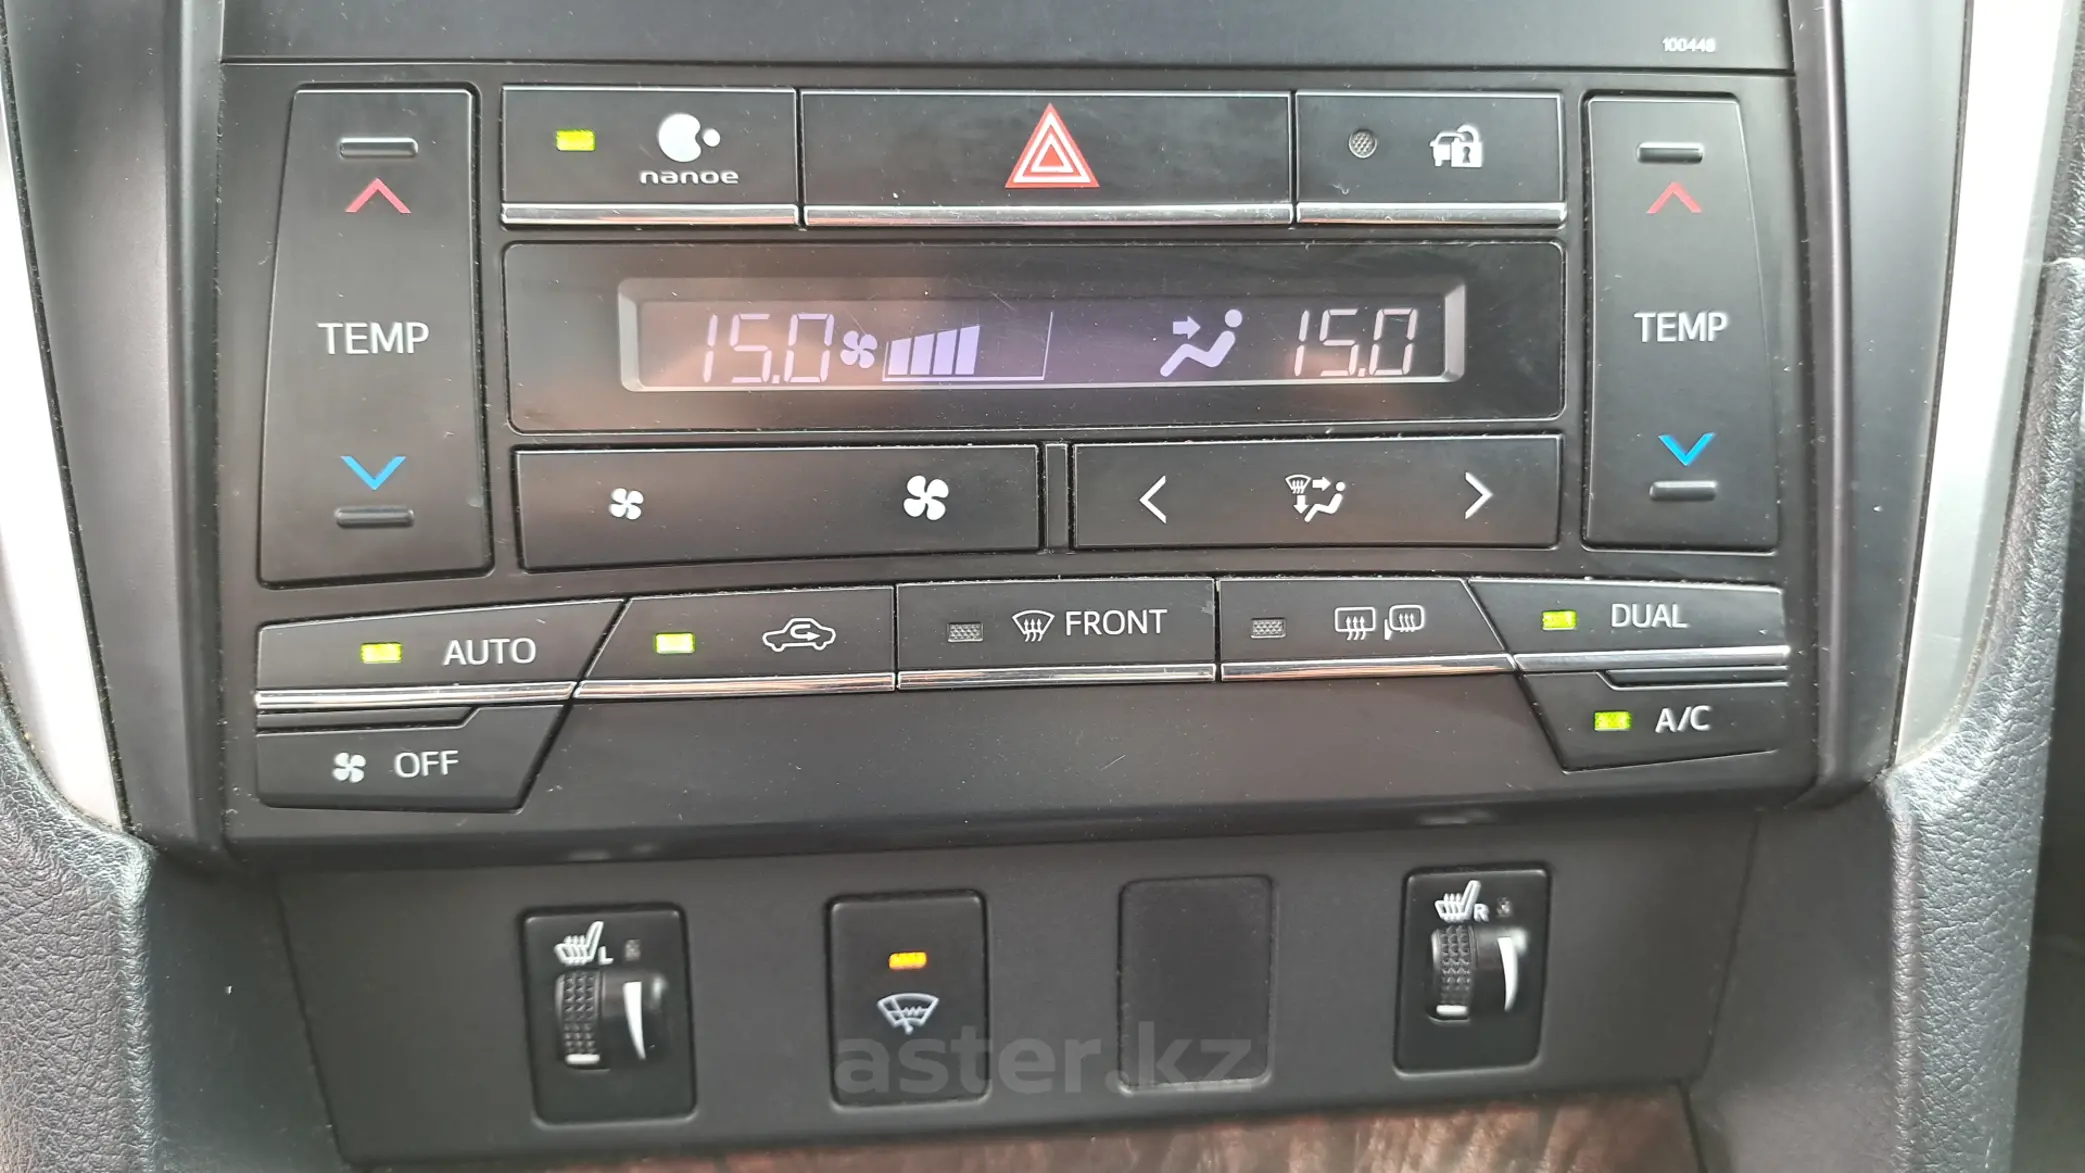 100448
nanoe
TEMP
15.0
15.0
TEMP
AUTO
FRONT
DUAL
OFF
A/C
L
R
aster.kz